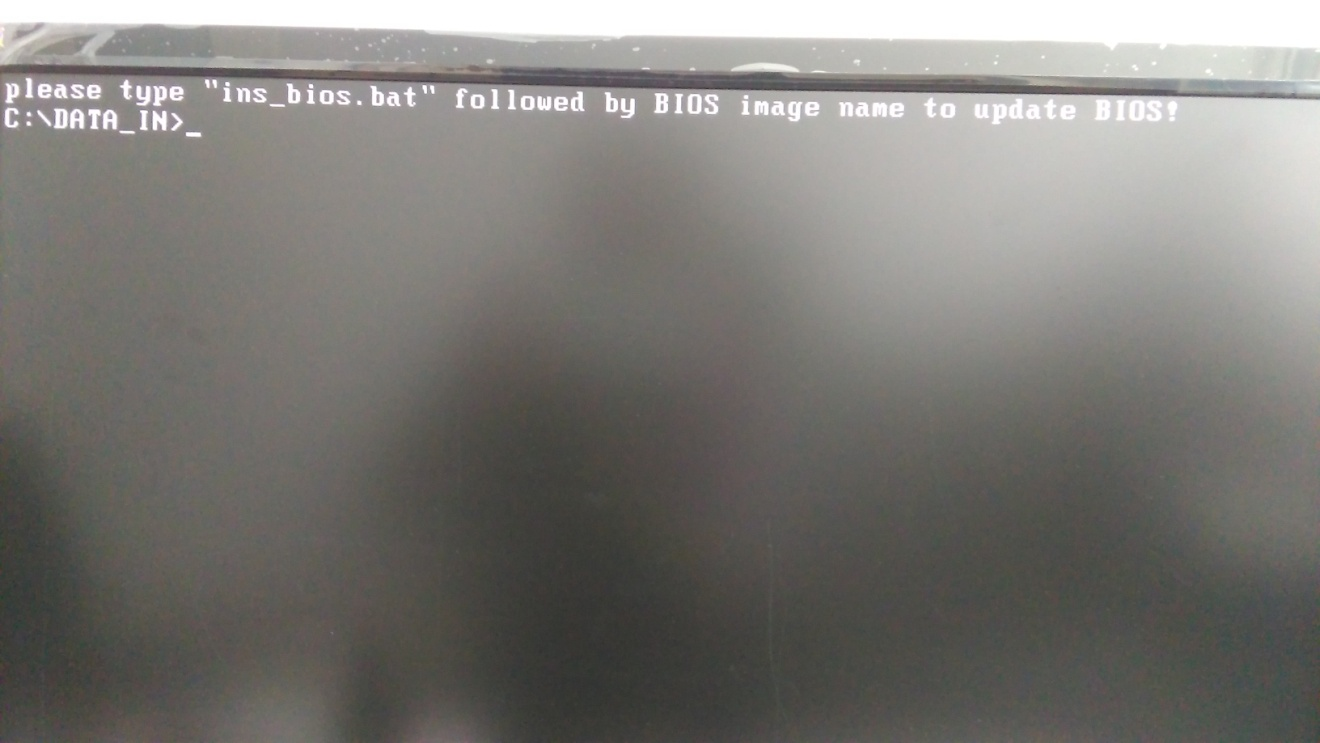 please type "ins_bios.bat" followed by BIOS image name to update BIOS!
C:\DATA_IN>_